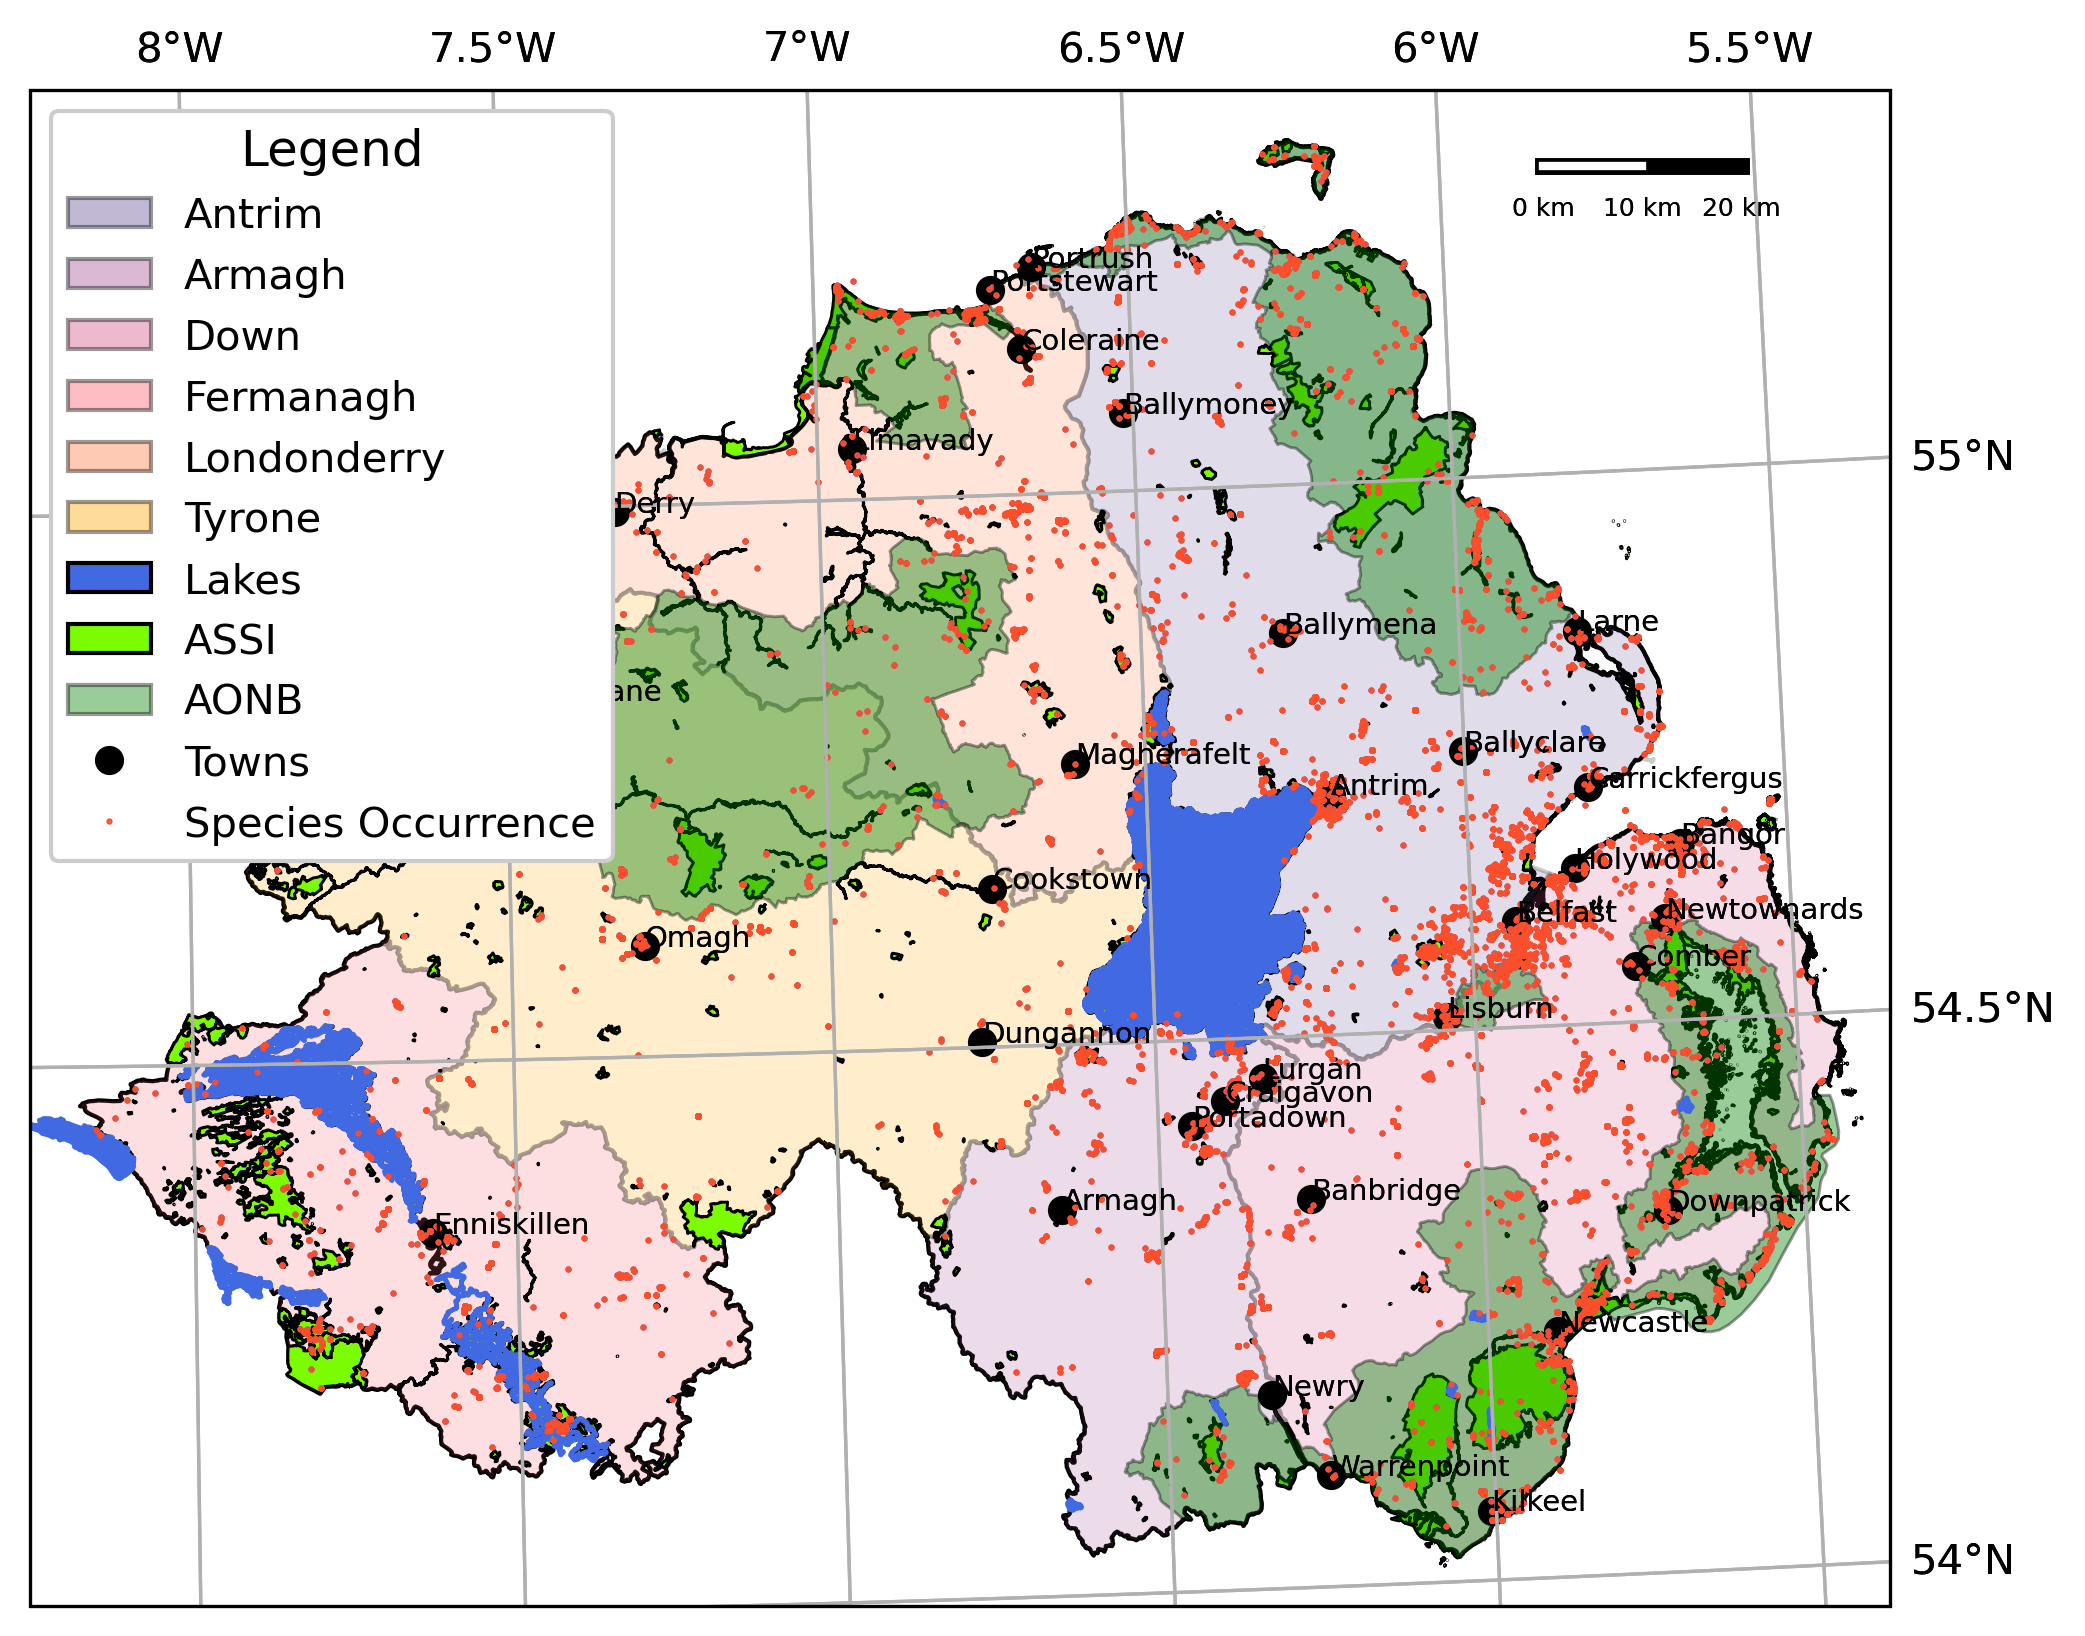 8°W 7.5°W 7°W 6.5°W 6°W 5.5°W
Legend
Antrim
Armagh
Down
Fermanagh
Londonderry
Tyrone
Lakes
ASSI
AONB
Towns
Species Occurrence
0 km 10 km 20 km
Portrush
Portstewart
Coleraine
Ballymoney
Limavady
55°N
Derry
Larne
Ballymena
ane
Ballyclare
Magherafelt
Carrickfergus
Antrim
Bangor
Holywood
Cookstown
Newtownards
Belfast
Omagh
Comber
54.5°N
Lisburn
Dungannon
Lurgan
Craigavon
Portadown
Banbridge
Armagh
Downpatrick
Enniskillen
Newcastle
Newry
Warrenpoint
Kilkeel
54°N